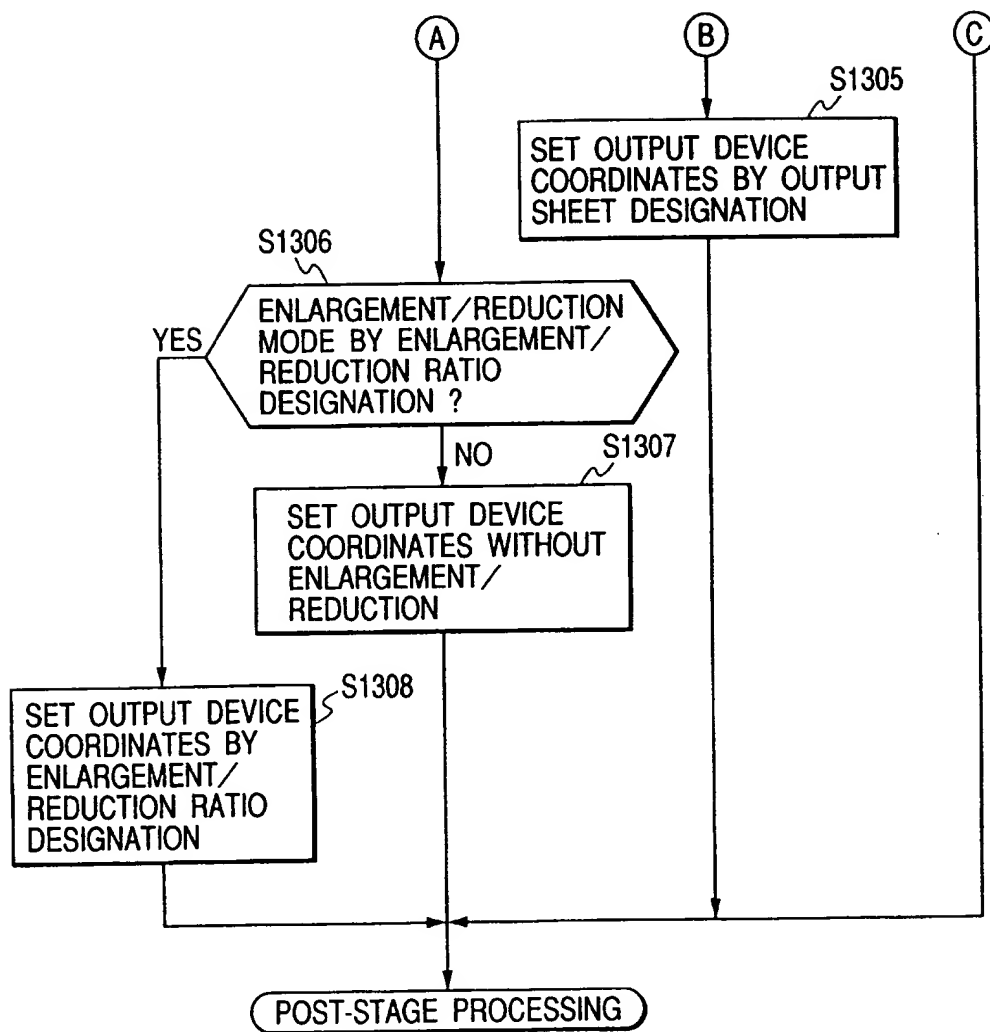 A
B
C
S1305
SET OUTPUT DEVICE
COORDINATES BY OUTPUT
SHEET DESIGNATION
S1306
ENLARGEMENT/REDUCTION
MODE BY ENLARGEMENT/
REDUCTION RATIO
DESIGNATION ?
YES
NO
S1307
SET OUTPUT DEVICE
COORDINATES WITHOUT
ENLARGEMENT/
REDUCTION
S1308
SET OUTPUT DEVICE
COORDINATES BY
ENLARGEMENT/
REDUCTION RATIO
DESIGNATION
POST-STAGE PROCESSING